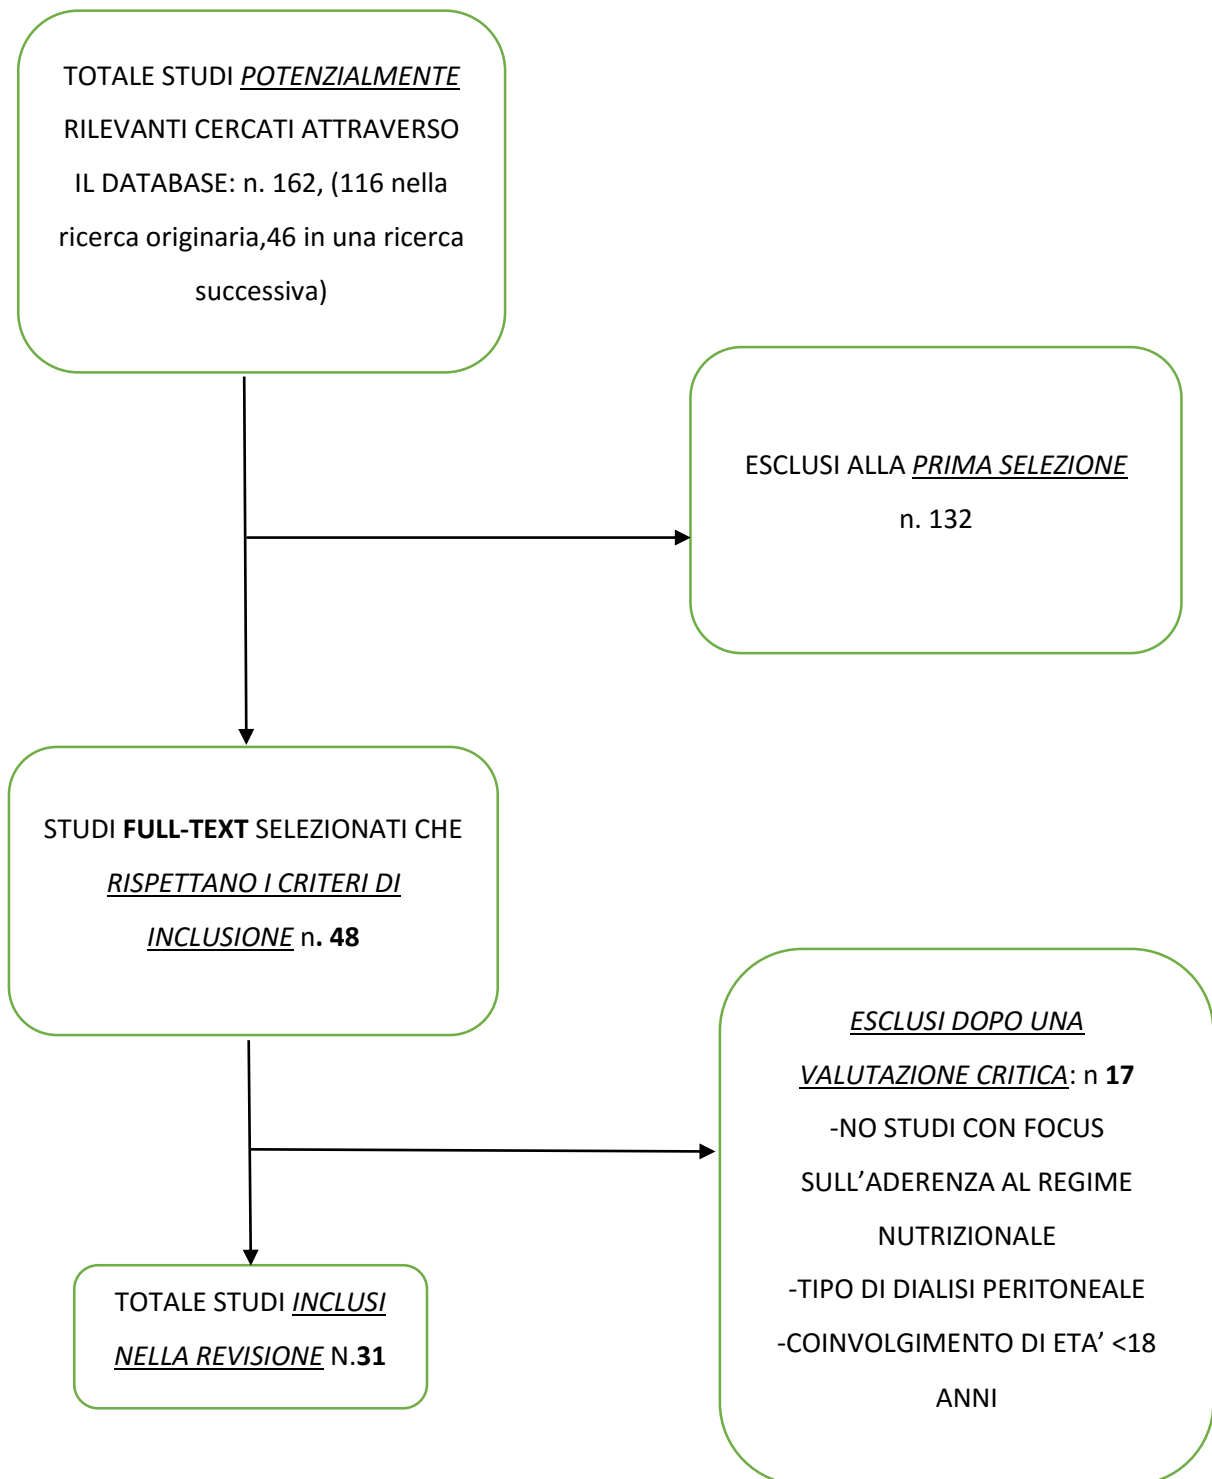 TOTALE STUDI POTENZIALMENTE
RILEVANTI CERCATI ATTRAVERSO
IL DATABASE: n. 162, (116 nella
ricerca originaria,46 in una ricerca
successiva)
ESCLUSI ALLA PRIMA SELEZIONE
n. 132
STUDI FULL-TEXT SELEZIONATI CHE
RISPETTANO I CRITERI DI
INCLUSIONE n. 48
ESCLUSI DOPO UNA
VALUTAZIONE CRITICA: n 17
-NO STUDI CON FOCUS
SULL’ADERENZA AL REGIME
NUTRIZIONALE
-TIPO DI DIALISI PERITONEALE
-COINVOLGIMENTO DI ETA’ <18
ANNI
TOTALE STUDI INCLUSI
NELLA REVISIONE N.31